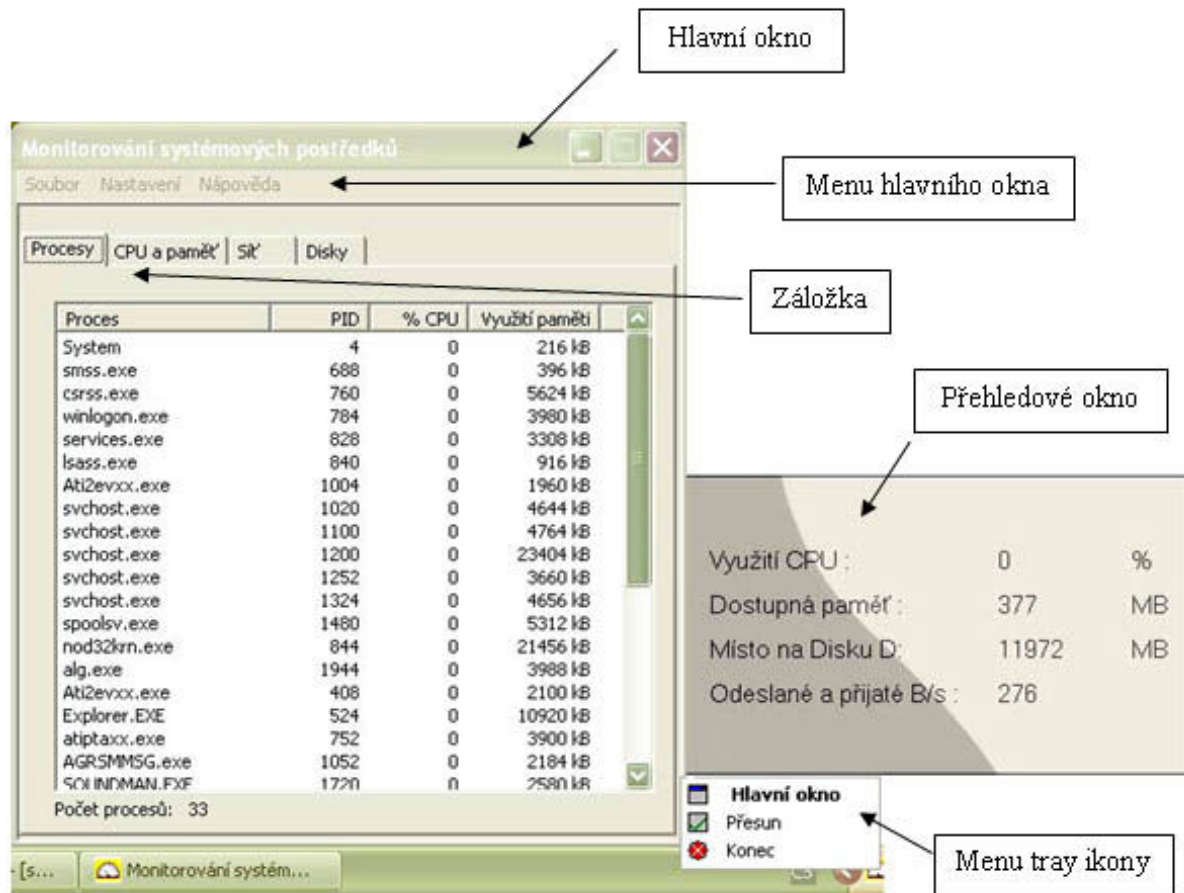 Hlavní okno
Monitorování systémových postředků
Soubor Nastavení Nápověda
Menu hlavního okna
Procesy CPU a paměť Síť Disky
Záložka
Proces PID % CPU Využití paměti
System 4 0 216 kB
smss.exe 688 0 396 kB
csrss.exe 760 0 5624 kB
winlogon.exe 784 0 3980 kB
services.exe 828 0 3308 kB
lsass.exe 840 0 916 kB
Ati2evxx.exe 1004 0 1960 kB
svchost.exe 1020 0 4644 kB
svchost.exe 1100 0 4764 kB
svchost.exe 1200 0 23404 kB
svchost.exe 1252 0 3660 kB
svchost.exe 1324 0 4656 kB
spoolsv.exe 1480 0 5312 kB
nod32krn.exe 844 0 21456 kB
alg.exe 1944 0 3988 kB
Ati2evxx.exe 408 0 2100 kB
Explorer.EXE 524 0 10920 kB
atiptaxx.exe 752 0 3900 kB
AGRSMMSG.exe 1052 0 2184 kB
SOUNDMAN.EXE 1720 0 2580 kB
Počet procesů: 33
Přehledové okno
Využití CPU : 0 %
Dostupná paměť : 377 MB
Místo na Disku D: 11972 MB
Odeslané a přijaté B/s : 276
Hlavní okno
Přesun
Konec
Menu tray ikony
- [s... Monitorování systém...
CS